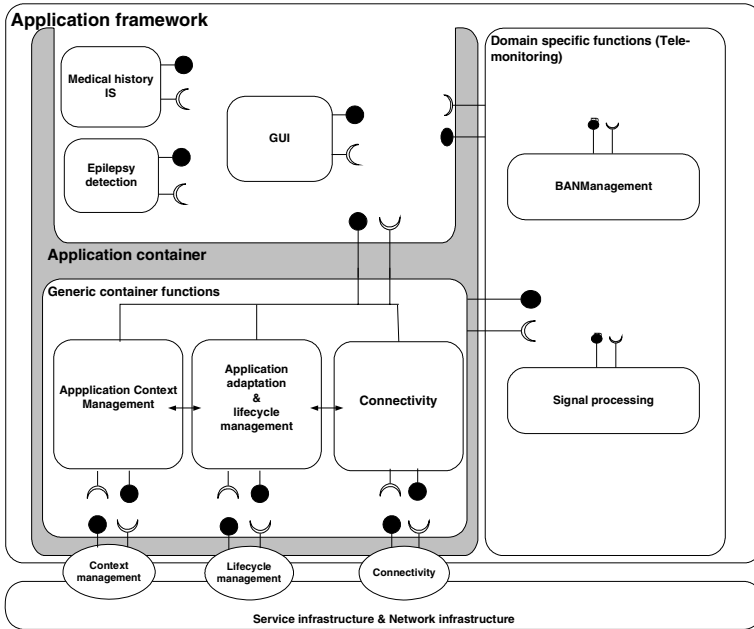 Application framework
Domain specific functions (Tele-
monitoring)
Medical history
IS
GUI
Epilepsy
detection
BANManagement
Application container
Generic container functions
Appplication Context
Management
Application
adaptation
&
lifecycle
management
Connectivity
Signal processing
Context
management
Lifecycle
management
Connectivity
Service infrastructure & Network infrastructure